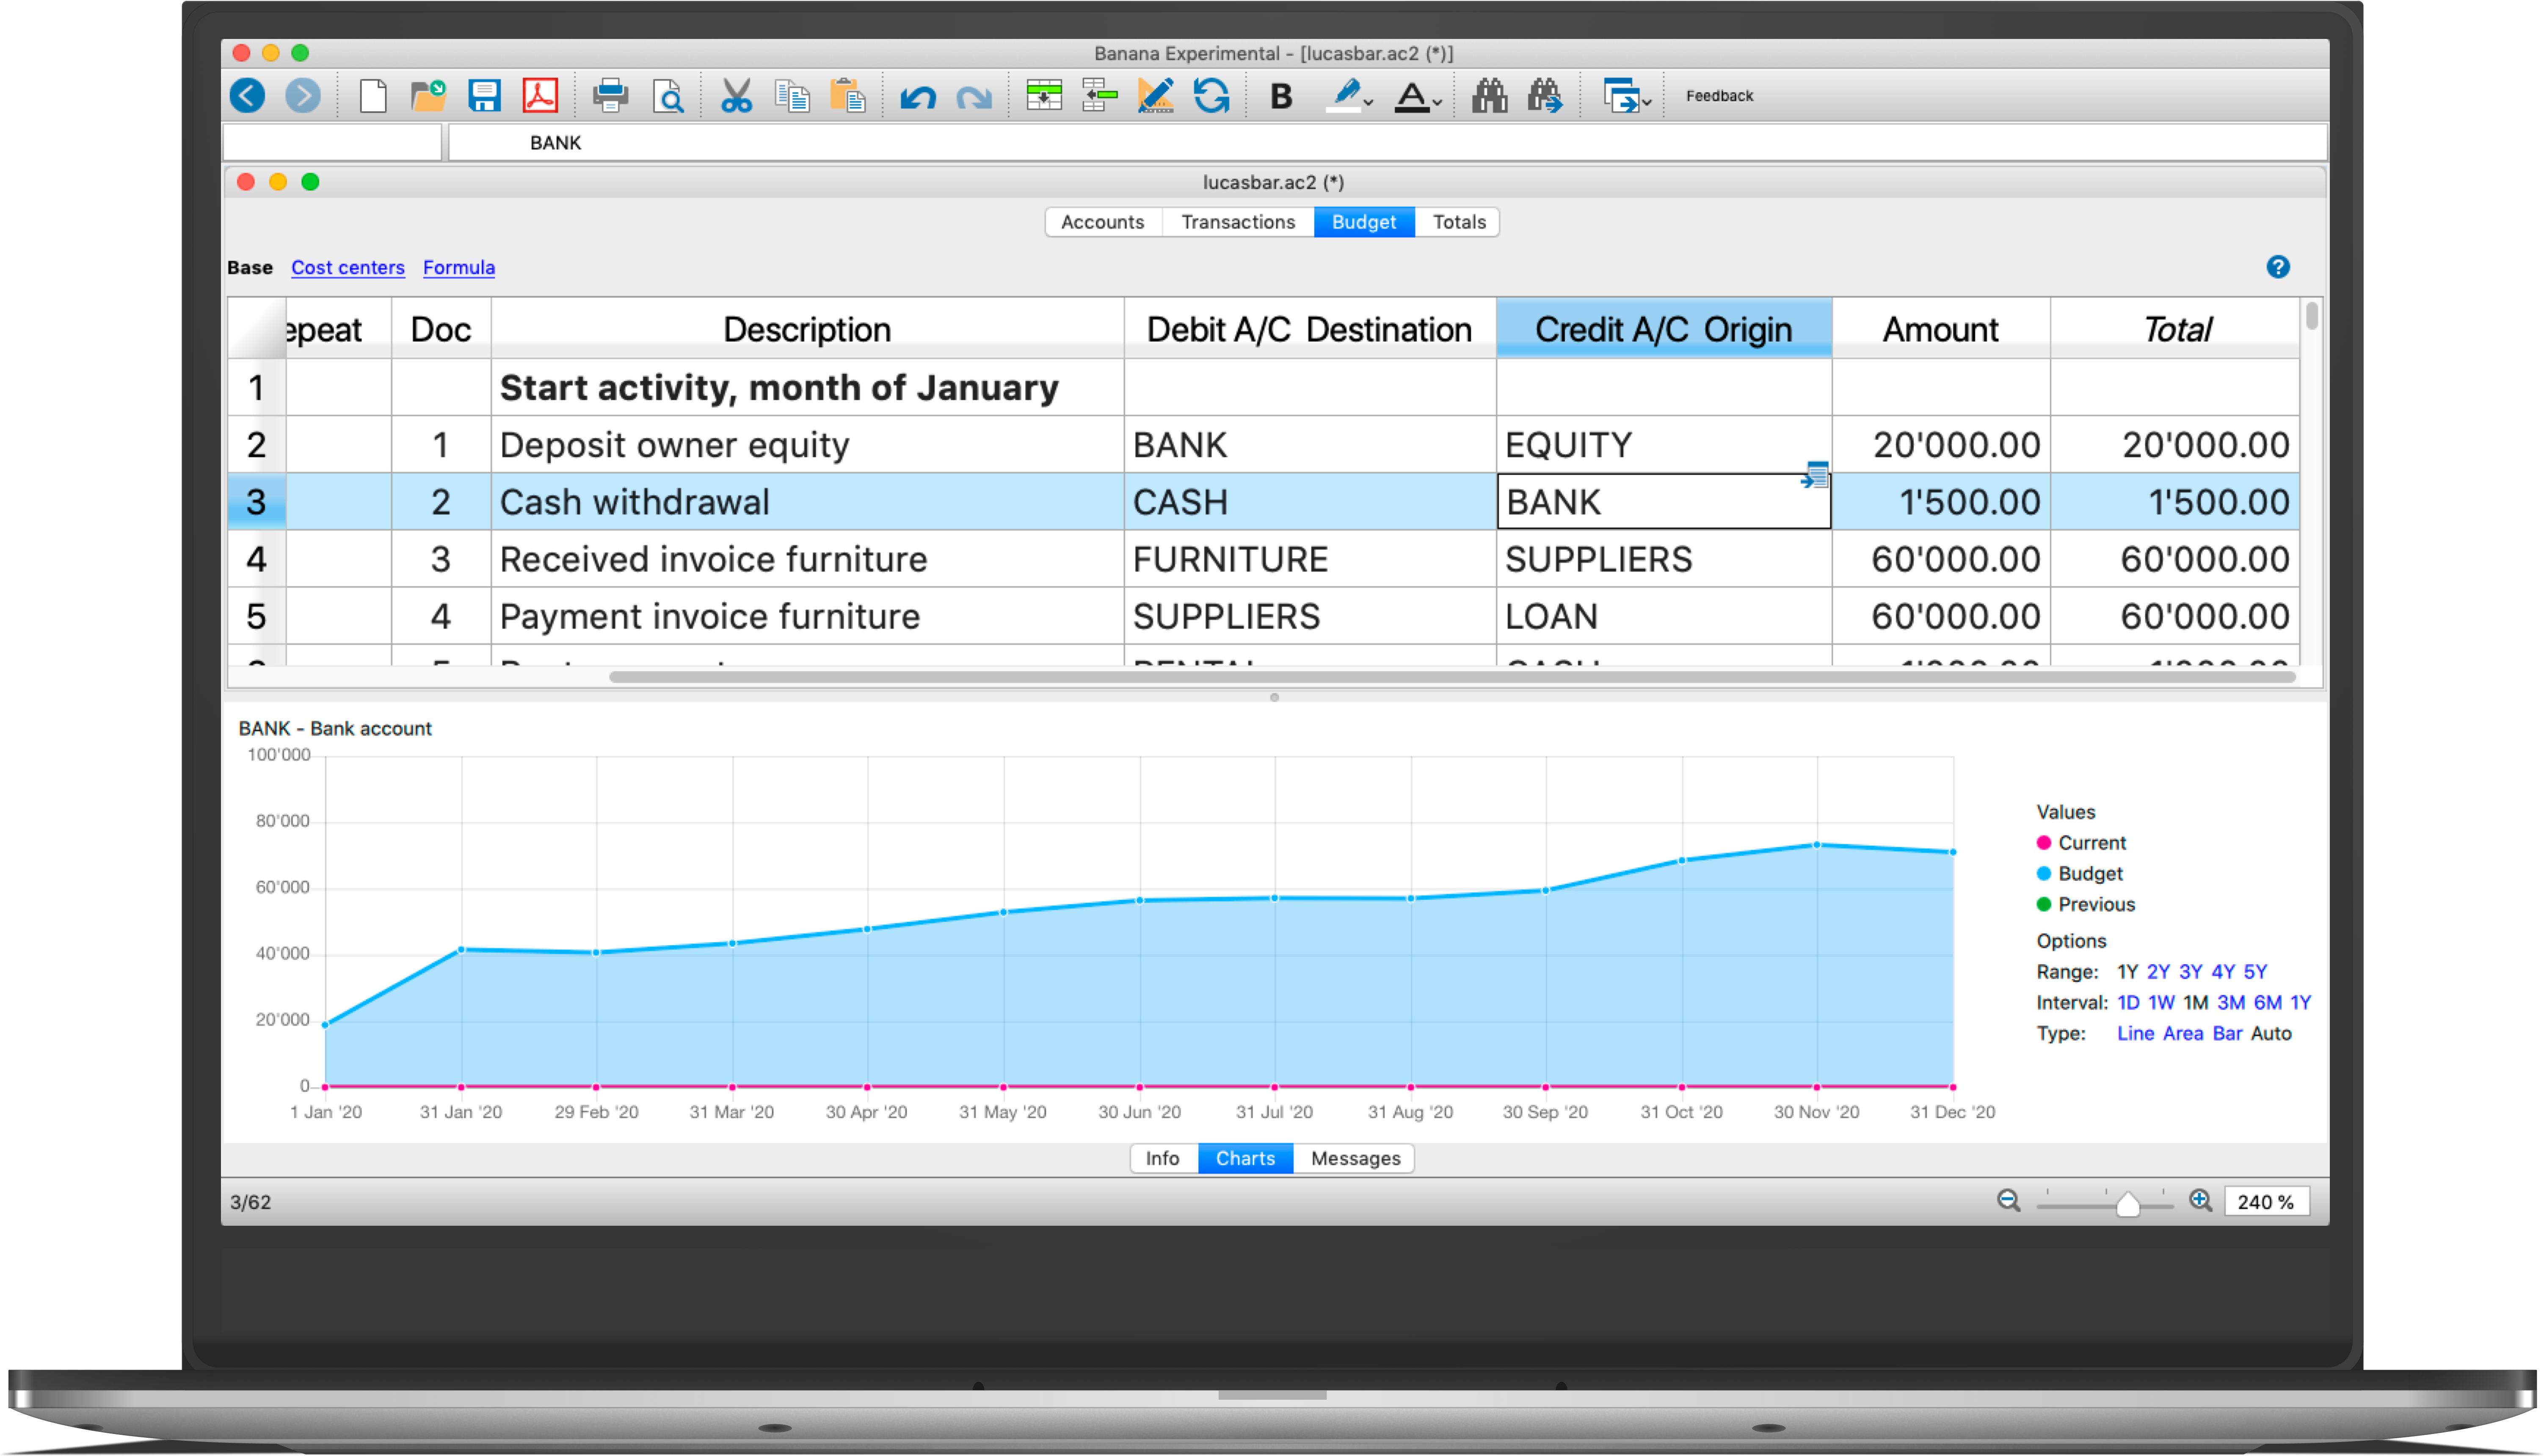 Banana Experimental - [lucasbar.ac2 (*)]
B A Feedback
BANK
lucasbar.ac2 (*)
Accounts Transactions Budget Totals
Base Cost centers Formula ?
epeat Doc Description Debit A/C Destination Credit A/C Origin Amount Total
1 Start activity, month of January
2 1 Deposit owner equity BANK EQUITY 20'000.00 20'000.00
3 2 Cash withdrawal CASH BANK 1'500.00 1'500.00
4 3 Received invoice furniture FURNITURE SUPPLIERS 60'000.00 60'000.00
5 4 Payment invoice furniture SUPPLIERS LOAN 60'000.00 60'000.00
BANK - Bank account
100'000
80'000
60'000
40'000
20'000
0
1 Jan '20 31 Jan '20 29 Feb '20 31 Mar '20 30 Apr '20 31 May '20 30 Jun '20 31 Jul '20 31 Aug '20 30 Sep '20 31 Oct '20 30 Nov '20 31 Dec '20
Values
Current
Budget
Previous
Options
Range: 1Y 2Y 3Y 4Y 5Y
Interval: 1D 1W 1M 3M 6M 1Y
Type: Line Area Bar Auto
Info Charts Messages
3/62 240 %